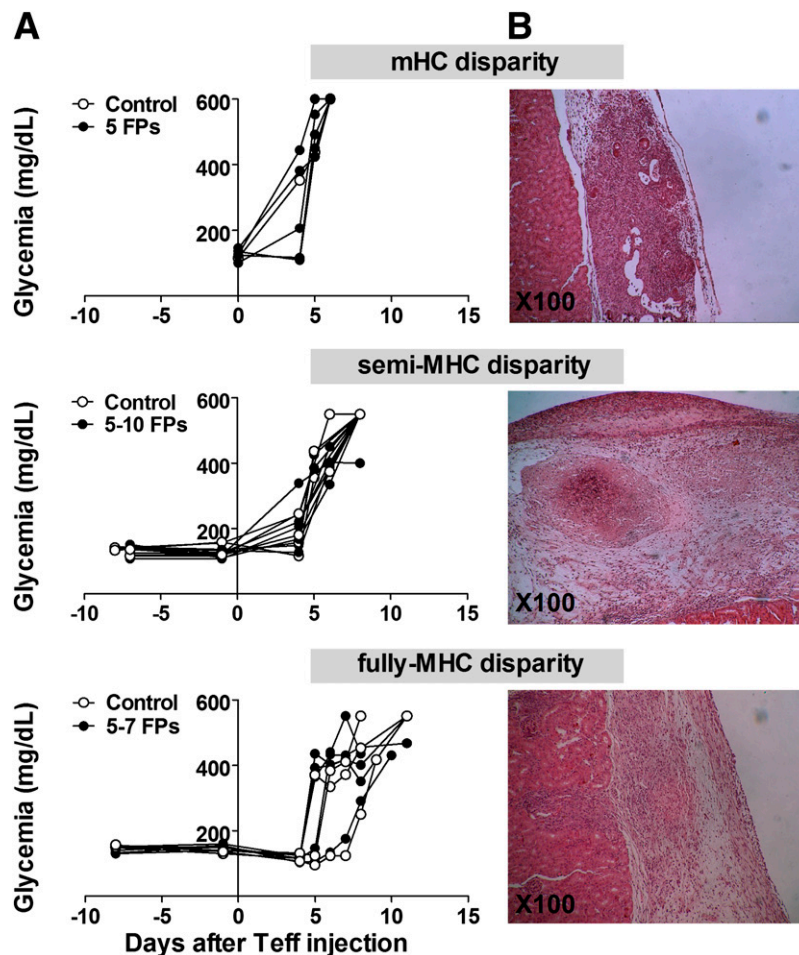 A
B
mHC disparity
Control
5 FPs
Glycemia (mg/dL)
600
400
200
-10 -5 0 5 10 15
X100
semi-MHC disparity
Control
5-10 FPs
Glycemia (mg/dL)
600
400
200
-10 -5 0 5 10 15
X100
fully-MHC disparity
Control
5-7 FPs
Glycemia (mg/dL)
600
400
200
-10 -5 0 5 10 15
Days after Teff injection
X100